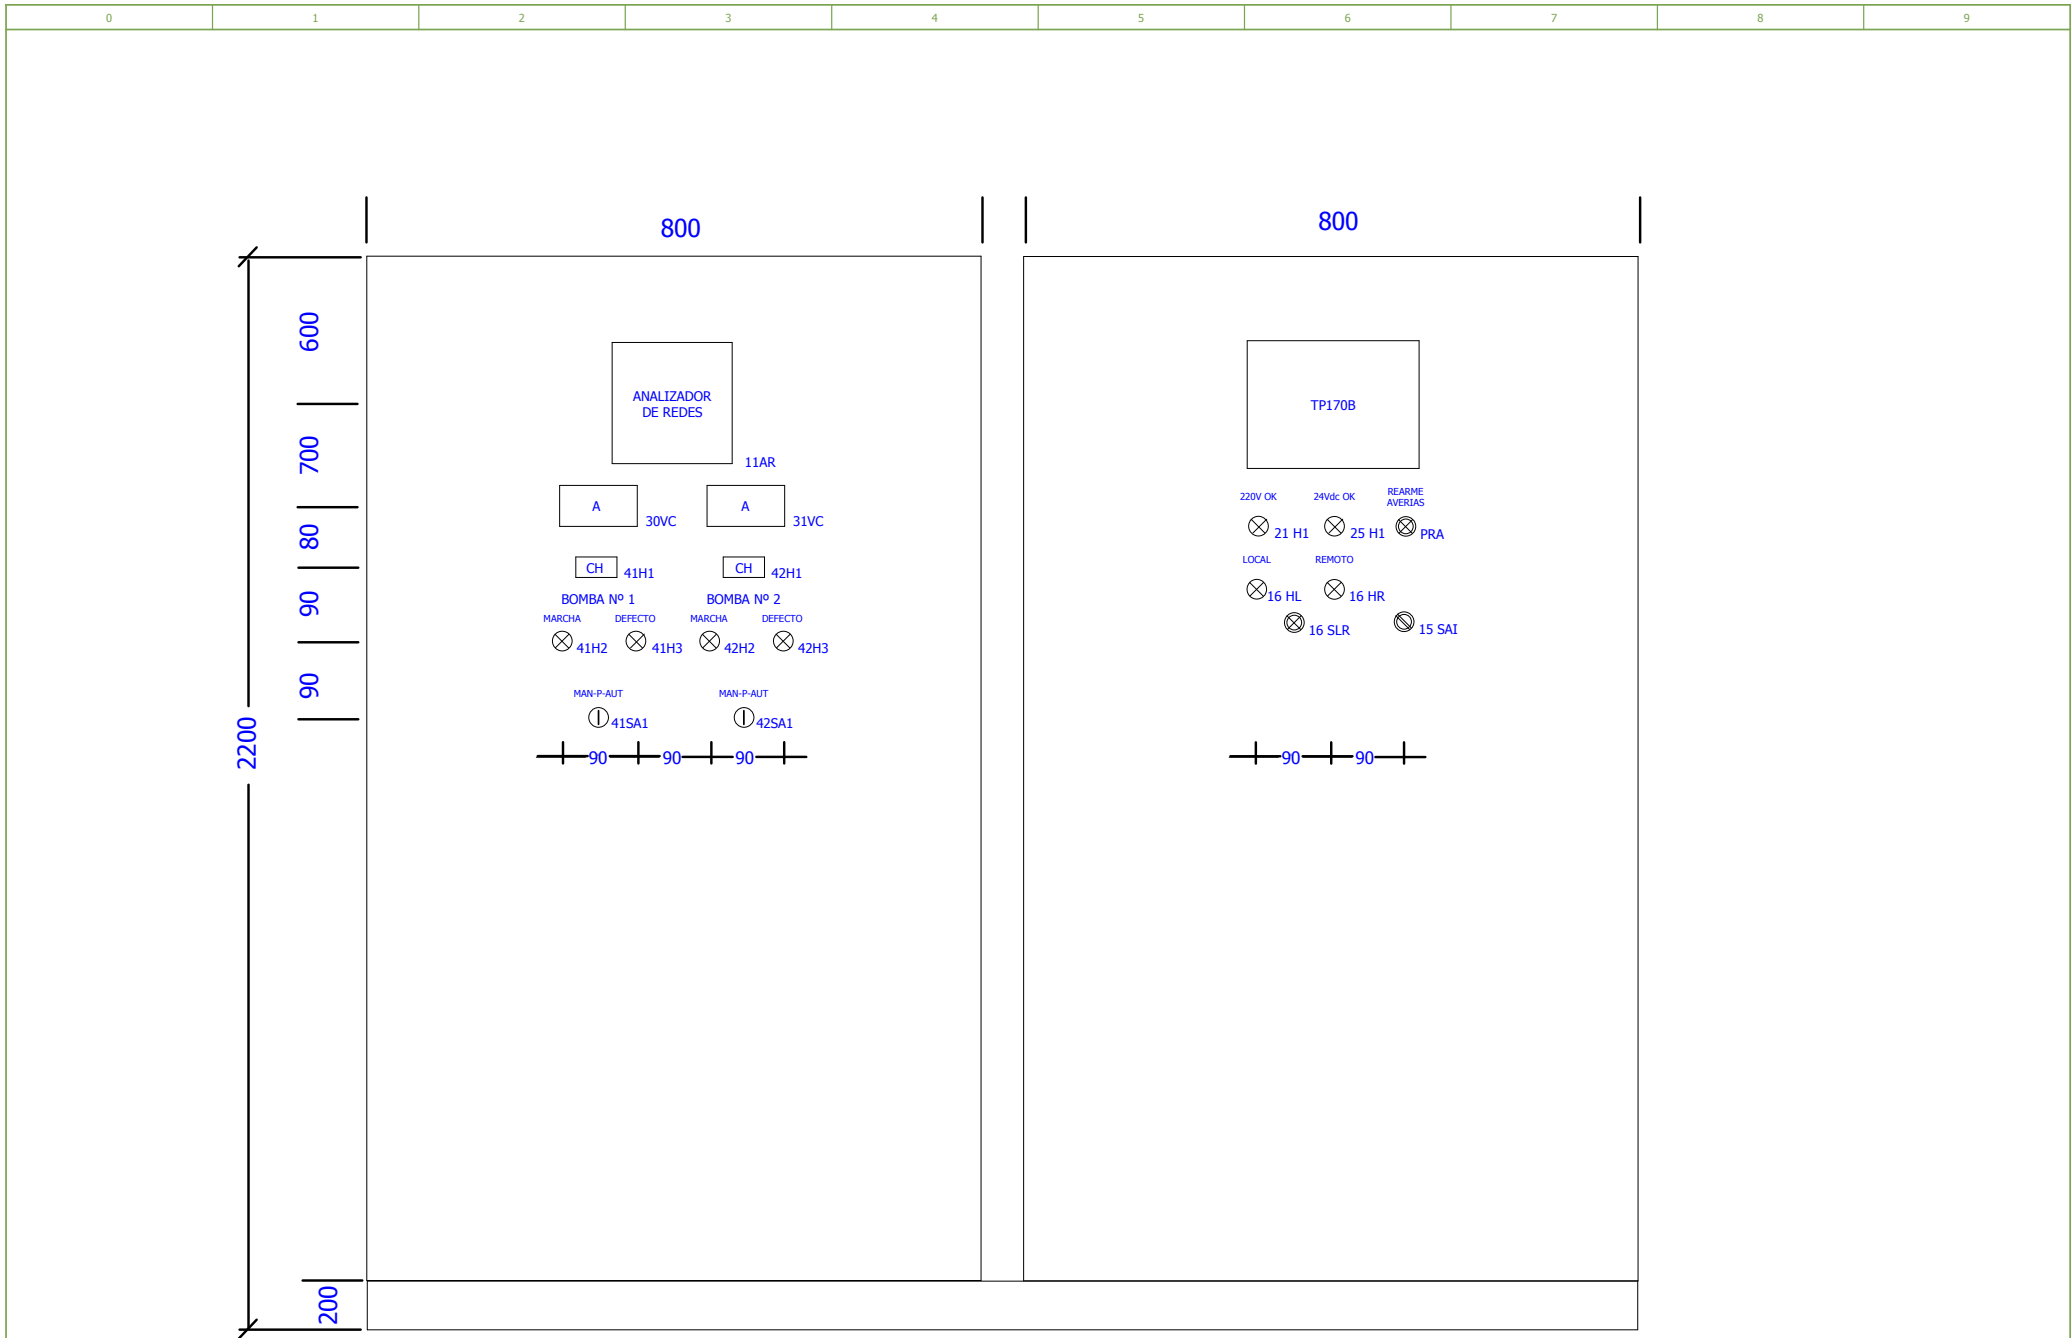 0 1 2 3 4 5 6 7 8 9
800 800
600
700
80
90
90
2200
200
ANALIZADOR
DE REDES
11AR
A A
30VC 31VC
CH CH
41H1 42H1
BOMBA Nº 1 BOMBA Nº 2
MARCHA DEFECTO MARCHA DEFECTO
41H2 41H3 42H2 42H3
MAN-P-AUT MAN-P-AUT
41SA1 42SA1
90 90 90
TP170B
220V OK 24Vdc OK REARME
AVERIAS
21 H1 25 H1 PRA
LOCAL REMOTO
16 HL 16 HR
16 SLR 15 SAI
90 90